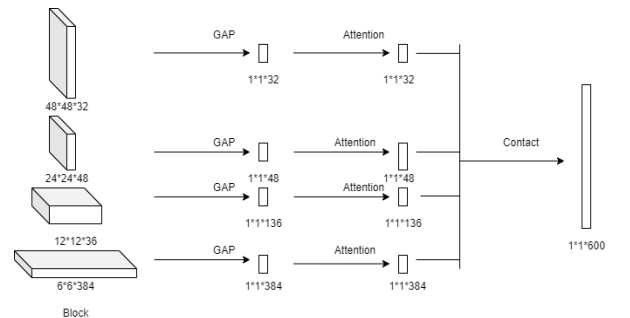 GAP
Attention
1*1*32
1*1*32
48*48*32
GAP
Attention
Contact
24*24*48
1*1*48
1*1*48
GAP
Attention
12*12*36
1*1*136
1*1*136
1*1*600
GAP
Attention
6*6*384
1*1*384
1*1*384
Block